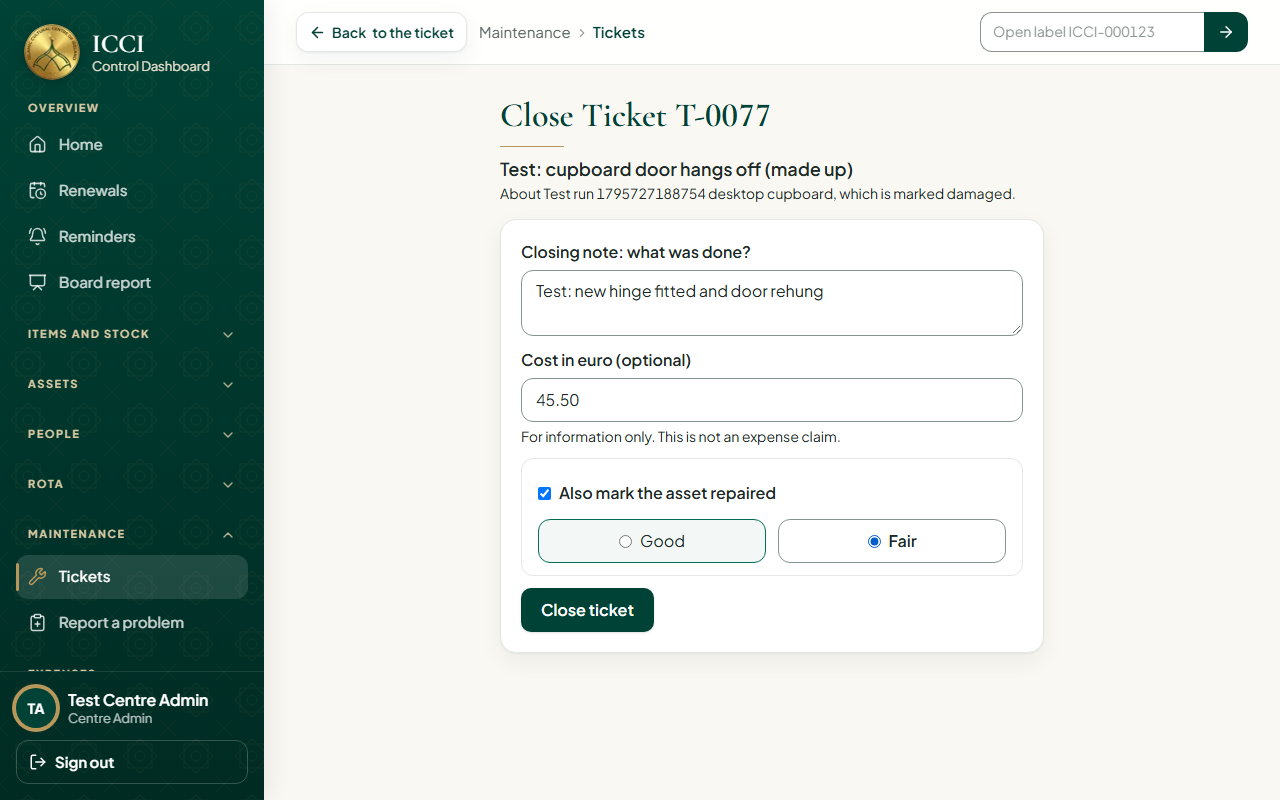 ICCI
Control Dashboard
OVERVIEW
Home
Renewals
Reminders
Board report
ITEMS AND STOCK
ASSETS
PEOPLE
ROTA
MAINTENANCE
Tickets
Report a problem
TA
Test Centre Admin
Centre Admin
Sign out
Back to the ticket
Maintenance
Tickets
Open label ICCI-000123
Close Ticket T-0077
Test: cupboard door hangs off (made up)
About Test run 1795727188754 desktop cupboard, which is marked damaged.
Closing note: what was done?
Test: new hinge fitted and door rehung
Cost in euro (optional)
45.50
For information only. This is not an expense claim.
Also mark the asset repaired
Good
Fair
Close ticket